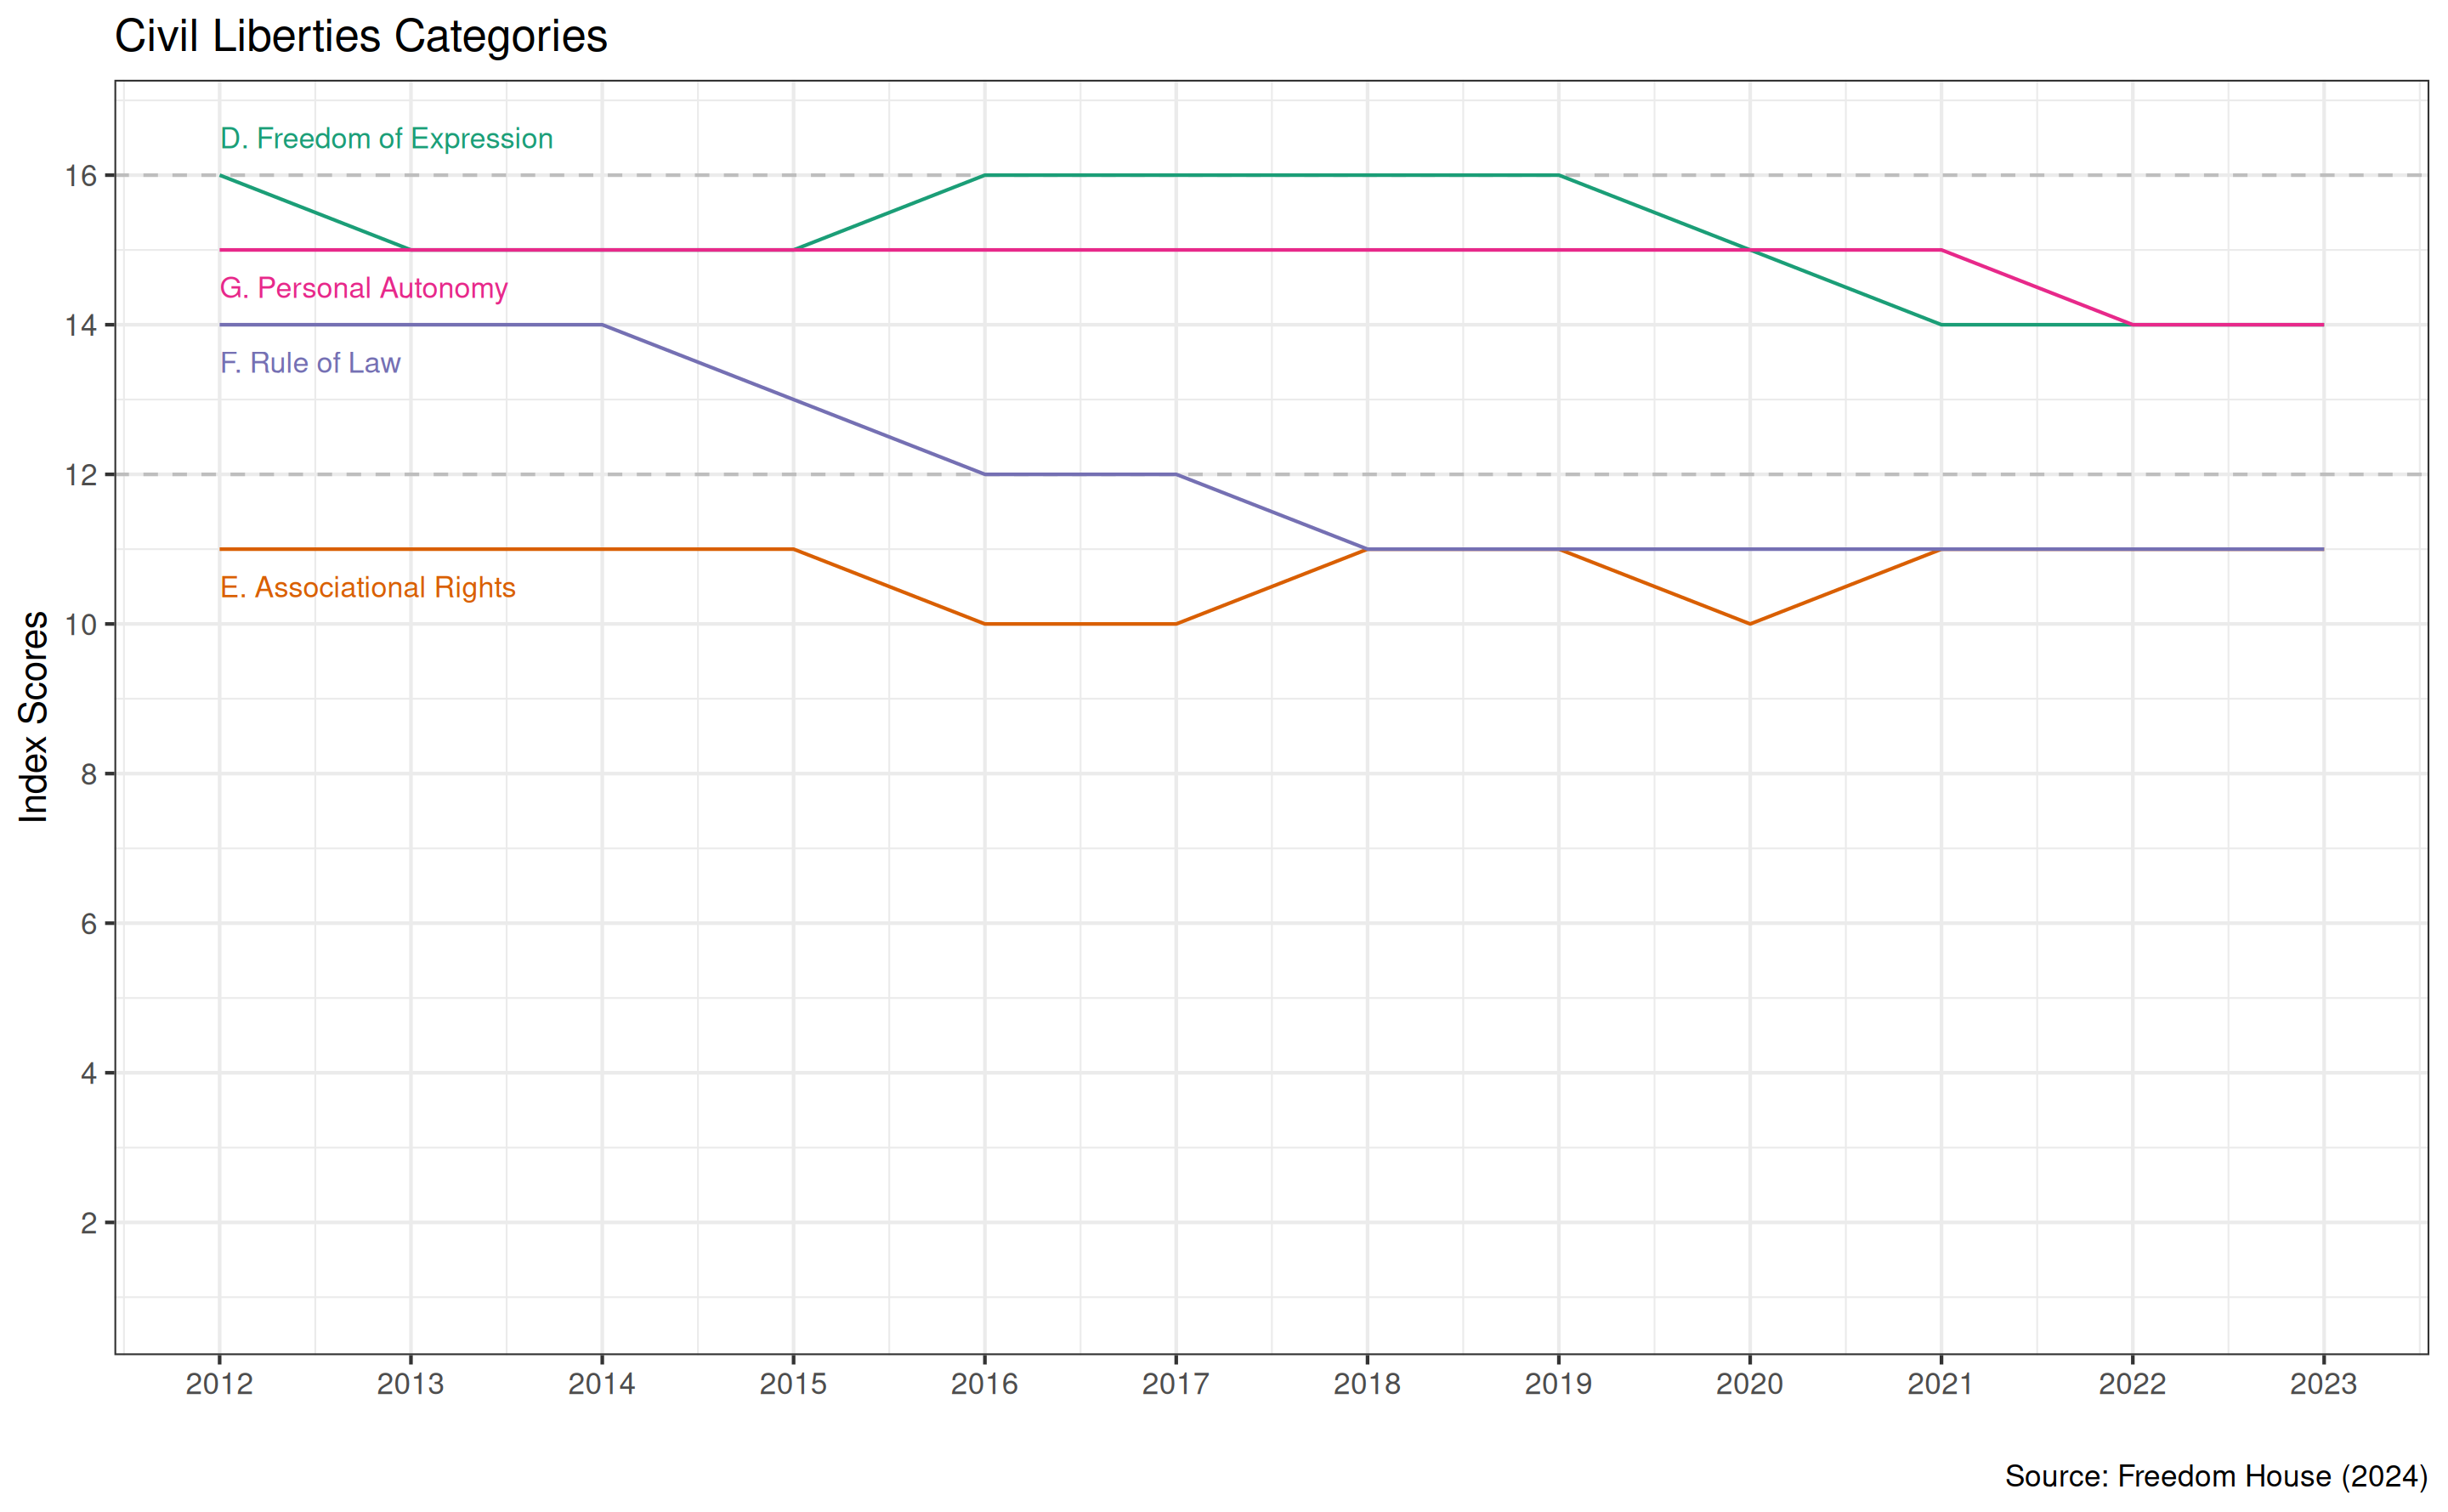 Civil Liberties Categories
D. Freedom of Expression
G. Personal Autonomy
F. Rule of Law
E. Associational Rights
Index Scores
16
14
12
10
8
6
4
2
2012 2013 2014 2015 2016 2017 2018 2019 2020 2021 2022 2023
Source: Freedom House (2024)